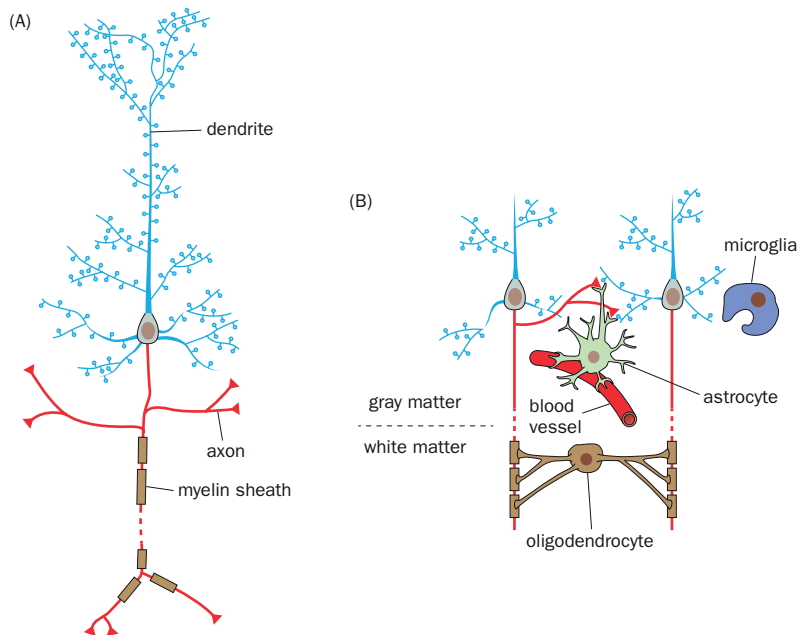 (A)
dendrite
axon
myelin sheath
(B)
microglia
astrocyte
blood
vessel
gray matter
white matter
oligodendrocyte